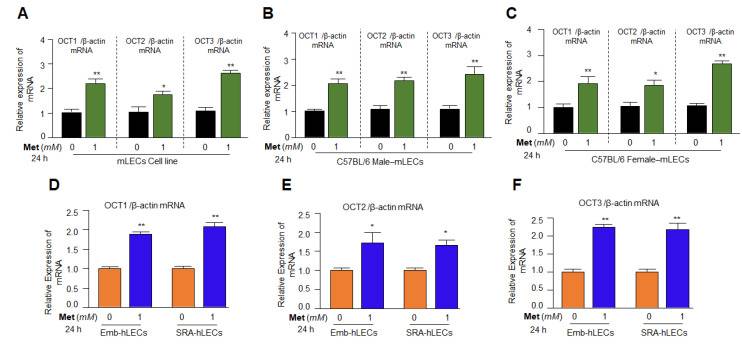 A
OCT1 /β-actin mRNA
OCT2 /β-actin mRNA
OCT3 /β-actin mRNA
Relative expression of mRNA
4
3
2
1
0
**
*
**
Met (mM) 0 1 0 1 0 1
24 h
mLECs Cell line
B
OCT1 /β-actin mRNA
OCT2 /β-actin mRNA
OCT3 /β-actin mRNA
Relative expression of mRNA
4
3
2
1
0
**
**
**
0 1 0 1 0 1
C57BL/6 Male–mLECs
C
OCT1 /β-actin mRNA
OCT2 /β-actin mRNA
OCT3 /β-actin mRNA
Relative expression of mRNA
4
3
2
1
0
**
*
**
Met (mM) 0 1 0 1 0 1
24 h
C57BL/6 Female–mLECs
D
OCT1 /β-actin mRNA
Relative Expression of mRNA
2.5
2.0
1.5
1.0
0.5
0.0
**
**
Met (mM) 0 1 0 1
24 h
Emb-hLECs SRA-hLECs
E
OCT2 /β-actin mRNA
Relative Expression of mRNA
2.5
2.0
1.5
1.0
0.5
0.0
*
*
Met (mM) 0 1 0 1
24 h
Emb-hLECs SRA-hLECs
F
OCT3 /β-actin mRNA
Relative Expression of mRNA
2.5
2.0
1.5
1.0
0.5
0.0
**
**
Met (mM) 0 1 0 1
24 h
Emb-hLECs SRA-hLECs